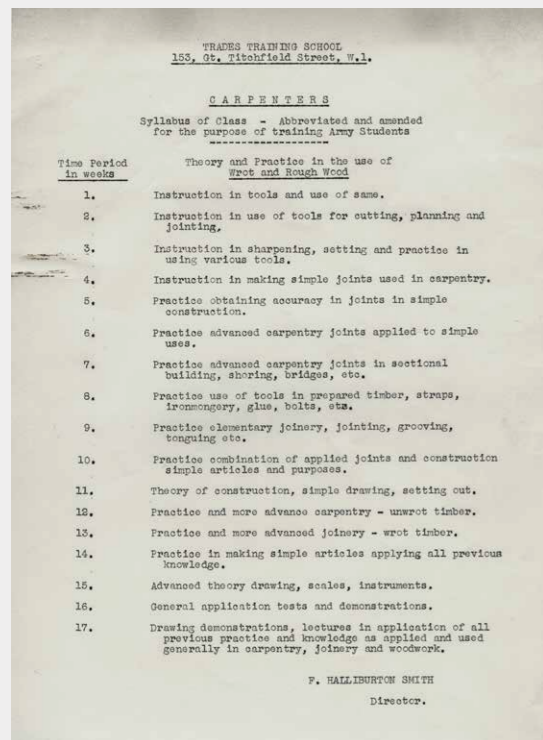 TRADES TRAINING SCHOOL
153, Gt. Titchfield Street, W.1.
CARPENTERS
Syllabus of Class - Abbreviated and amended
for the purpose of training Army Students
Time Period
in weeks
Theory and Practice in the use of
Wrot and Rough Wood
1. Instruction in tools and use of same.
2. Instruction in use of tools for cutting, planning and
jointing.
3. Instruction in sharpening, setting and practice in
using various tools.
4. Instruction in making simple joints used in carpentry.
5. Practice obtaining accuracy in joints in simple
construction.
6. Practice advanced carpentry joints applied to simple
uses.
7. Practice advanced carpentry joints in sectional
building, shoring, bridges, etc.
8. Practice use of tools in prepared timber, straps,
ironmongery, glue, bolts, etc.
9. Practice elementary joinery, jointing, grooving,
tonguing etc.
10. Practice combination of applied joints and construction
simple articles and purposes.
11. Theory of construction, simple drawing, setting out.
12. Practice and more advance carpentry - unwrot timber.
13. Practice and more advanced joinery - wrot timber.
14. Practice in making simple articles applying all previous
knowledge.
15. Advanced theory drawing, scales, instruments.
16. General application tests and demonstrations.
17. Drawing demonstrations, lectures in application of all
previous practice and knowledge as applied and used
generally in carpentry, joinery and woodwork.
F. HALLIBURTON SMITH
Director.